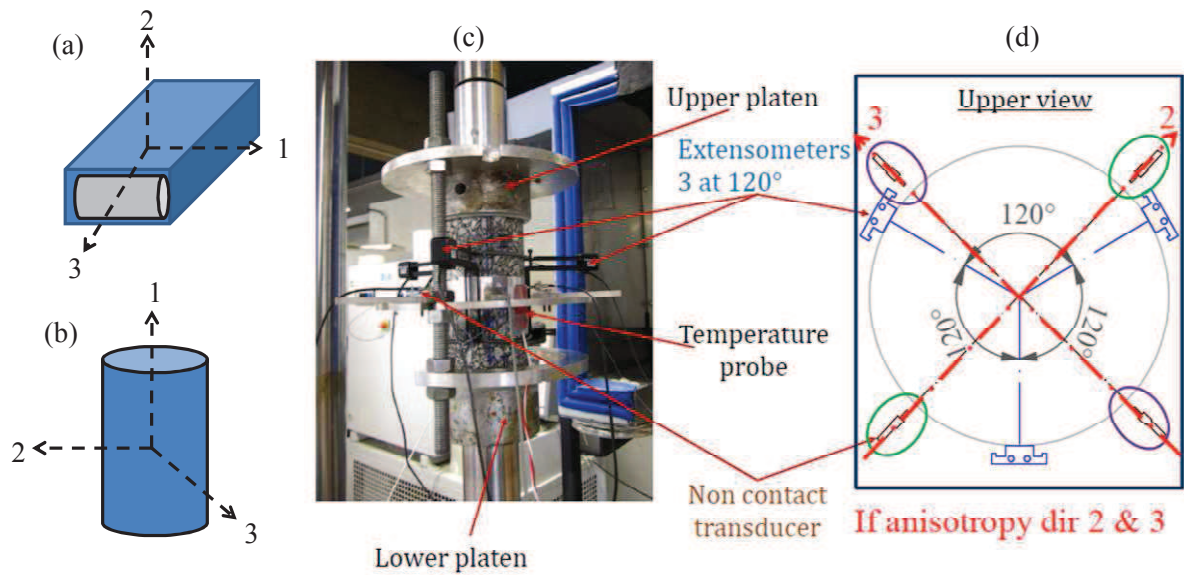 (a)
2
1
3
(b)
1
2
3
(c)
Upper platen
Extensometers
3 at 120°
Temperature
probe
Non contact
transducer
Lower platen
(d)
Upper view
3
2
120°
120°
120°
If anisotropy dir 2 & 3